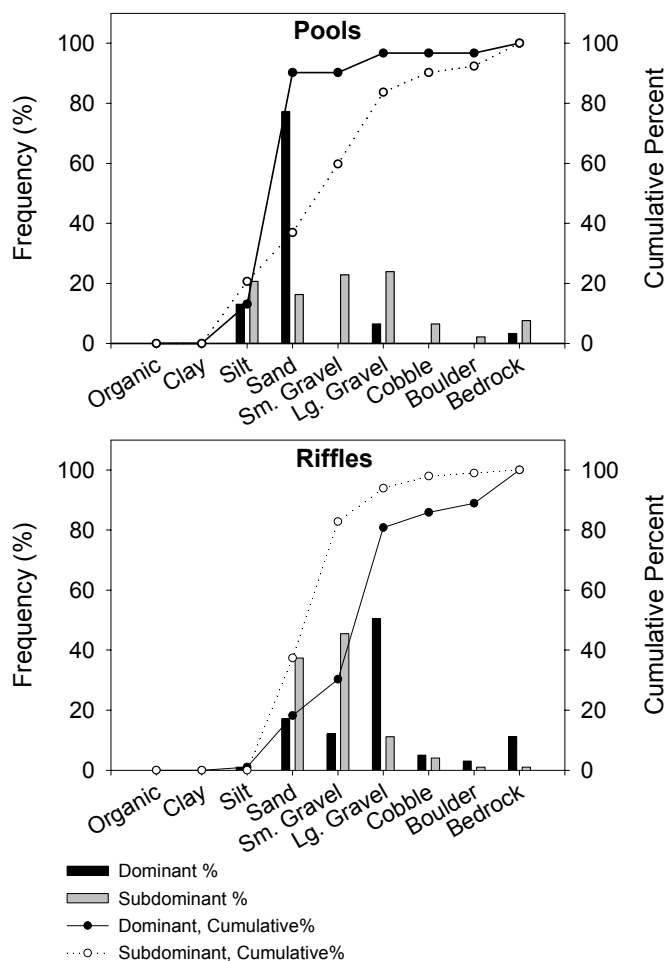 Pools
Frequency (%)
100
80
60
40
20
0
Cumulative Percent
100
80
60
40
20
0
Organic
Clay
Silt
Sand
Sm. Gravel
Lg. Gravel
Cobble
Boulder
Bedrock
Riffles
Frequency (%)
100
80
60
40
20
0
Cumulative Percent
100
80
60
40
20
0
Organic
Clay
Silt
Sand
Sm. Gravel
Lg. Gravel
Cobble
Boulder
Bedrock
Dominant %
Subdominant %
Dominant, Cumulative%
Subdominant, Cumulative%